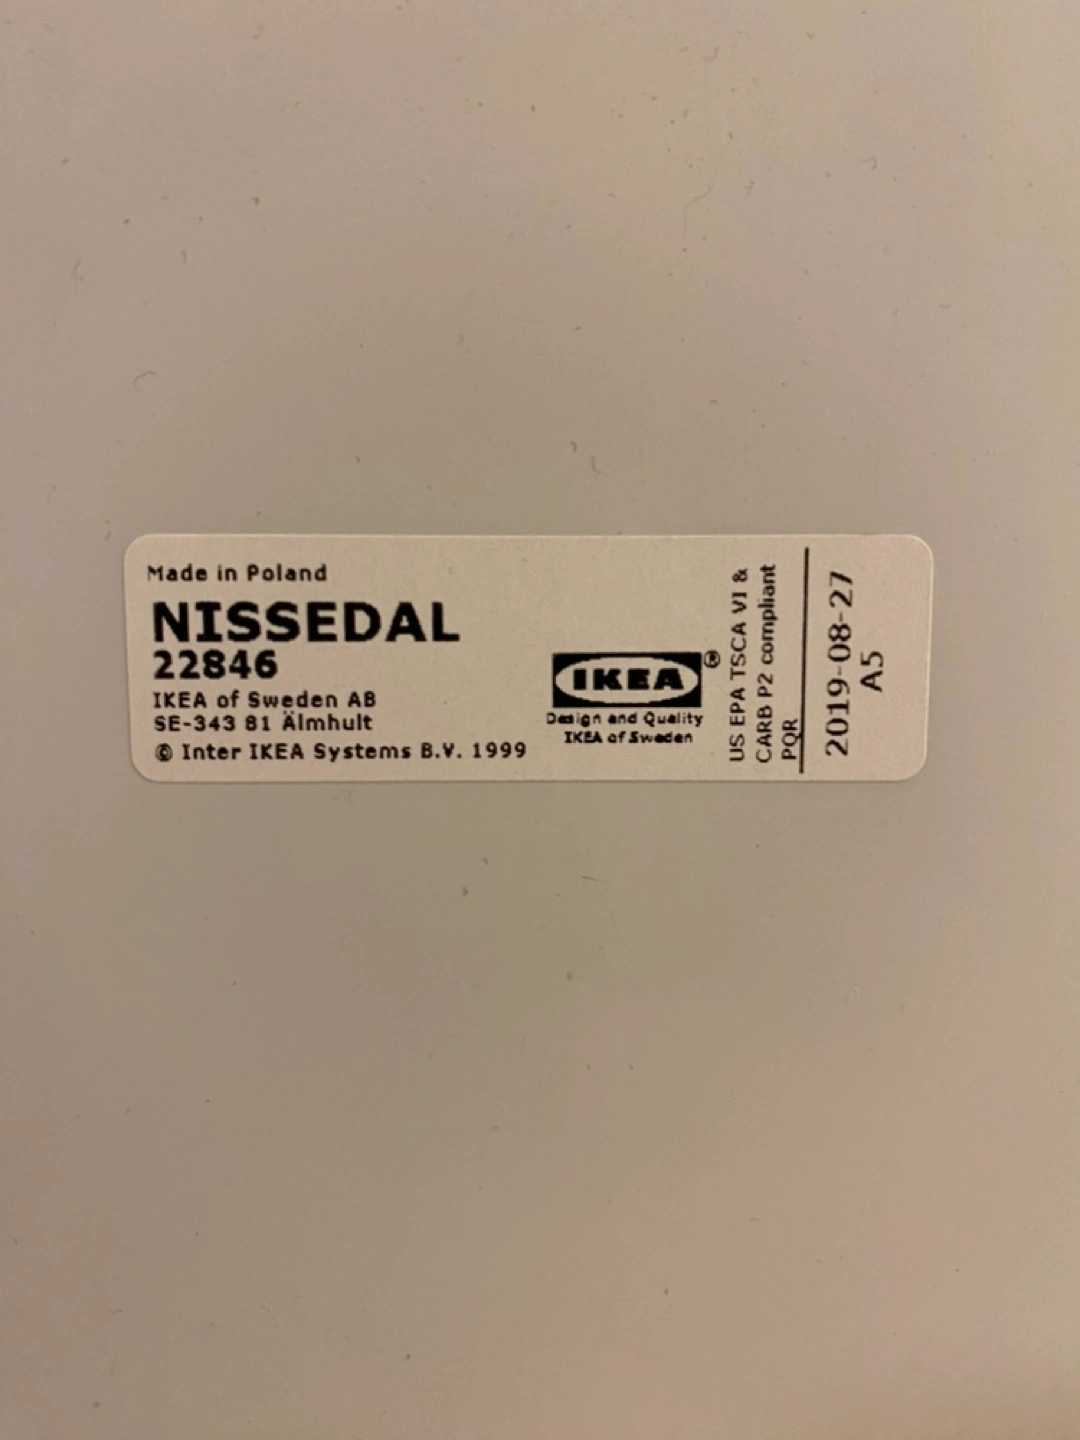 Made in Poland
NISSEDAL
22846
IKEA of Sweden AB
SE-343 81 Älmhult
© Inter IKEA Systems B.V. 1999
IKEA®
Design and Quality
IKEA of Sweden
US EPA TSCA VI &
CARB P2 compliant
PQR
2019-08-27
A5